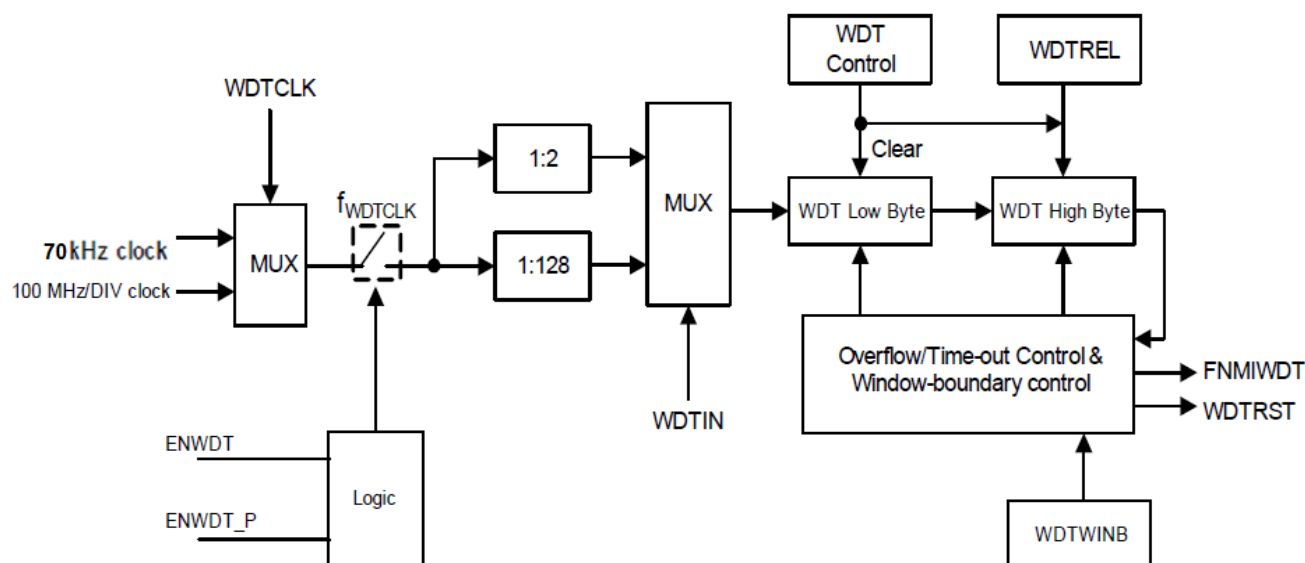 WDT
Control
WDTREL
WDTCLK
Clear
1:2
fWDTCLK
MUX
WDT Low Byte
WDT High Byte
70kHz clock
MUX
1:128
100 MHz/DIV clock
Overflow/Time-out Control &
Window-boundary control
FNMIWDT
WDTRST
WDTIN
ENWDT
Logic
ENWDT_P
WDTWINB